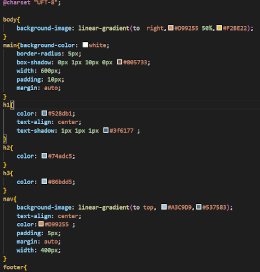 @charset "UFT-8";
body{
background-image: linear-gradient(to right,#D99255 50%,#F28E22);
}
main{background-color: white;
border-radius: 5px;
box-shadow: 0px 1px 10px 0px #805733;
width: 600px;
padding: 10px;
margin: auto;
}
h1{
color: #528db1;
text-align: center;
text-shadow: 1px 1px 1px #3f6177 ;
}
h2{
color: #74adc5;
}
h3{
color: #86bdd5;
}
nav{
background-image: linear-gradient(to top, #A3C9D9,#537583);
text-align: center;
color:#D99255 ;
padding: 5px;
margin: auto;
width: 400px;
}
footer{